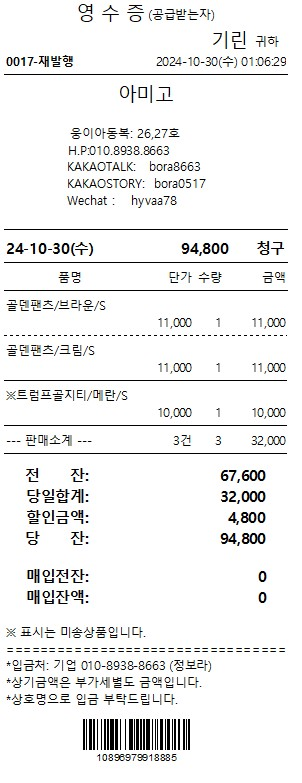 영 수 증 (공급받는자)
기린 귀하
0017-재발행 2024-10-30(수) 01:06:29
아미고
웅이아동복: 26,27호
H.P:010.8938.8663
KAKAOTALK: bora8663
KAKAOSTORY: bora0517
Wechat : hyvaa78
24-10-30(수) 94,800 청구
품명 단가 수량 금액
골덴팬츠/브라운/S
11,000 1 11,000
골덴팬츠/크림/S
11,000 1 11,000
※트럼프골지티/메란/S
10,000 1 10,000
--- 판매소계 --- 3건 3 32,000
전 잔: 67,600
당일합계: 32,000
할인금액: 4,800
당 잔: 94,800
매입전잔: 0
매입잔액: 0
※ 표시는 미송상품입니다.
==================================
*입금처: 기업 010-8938-8663 (정보라)
*상기금액은 부가세별도 금액입니다.
*상호명으로 입금 부탁드립니다.
10896979918885